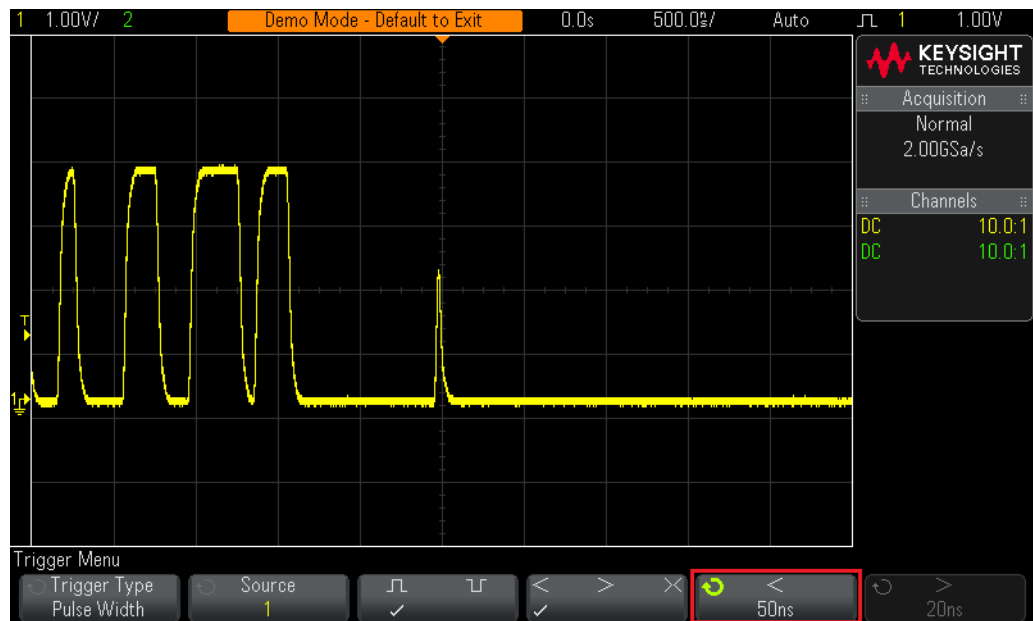 1 1.00V/ 2 Demo Mode - Default to Exit 0.0s 500.0ns/ Auto 1 1.00V
KEYSIGHT
TECHNOLOGIES
Acquisition
Normal
2.00GSa/s
Channels
DC 10.0:1
DC 10.0:1
T
1
Trigger Menu
Trigger Type Source < > >< < >
Pulse Width 1 50ns 20ns